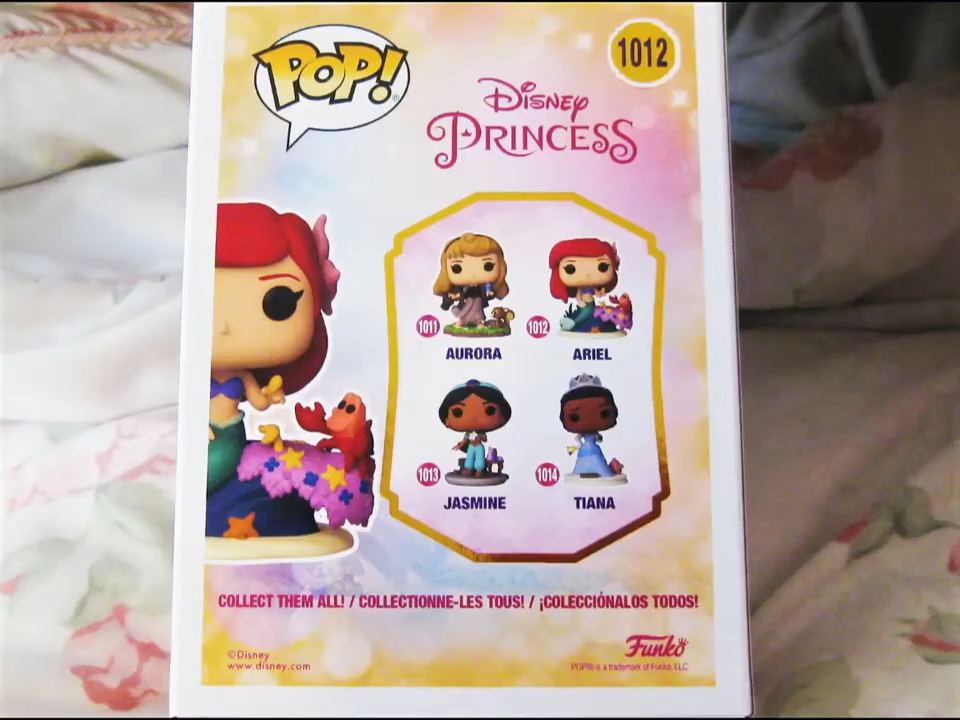 POP!
1012
Disney
PRINCESS
1011
AURORA
1012
ARIEL
1013
JASMINE
1014
TIANA
COLLECT THEM ALL! / COLLECTIONNE-LES TOUS! / ¡COLECCIÓNALOS TODOS!
©Disney
www.disney.com
Funko
POP!® is a trademark of Funko, LLC